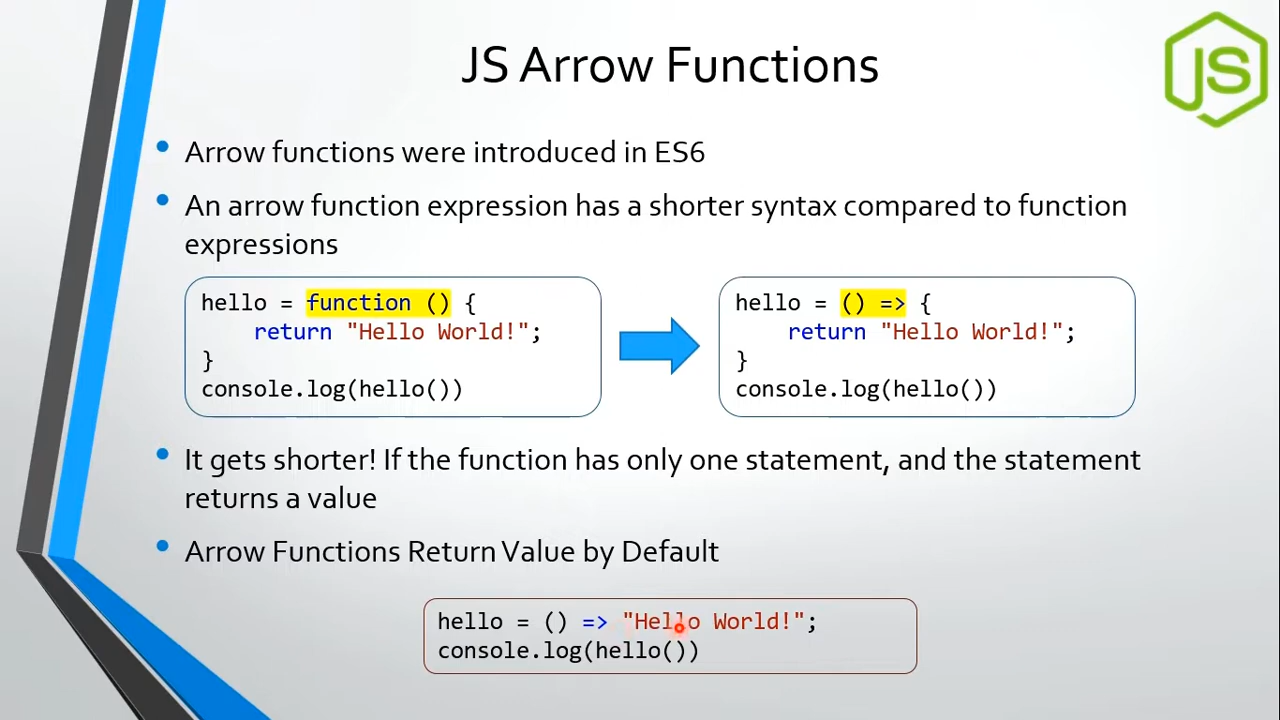 JS Arrow Functions
JS
Arrow functions were introduced in ES6
An arrow function expression has a shorter syntax compared to function
expressions
hello = function () {
    return "Hello World!";
}
console.log(hello())
hello = () => {
    return "Hello World!";
}
console.log(hello())
It gets shorter! If the function has only one statement, and the statement
returns a value
Arrow Functions Return Value by Default
hello = () => "Hello World!";
console.log(hello())